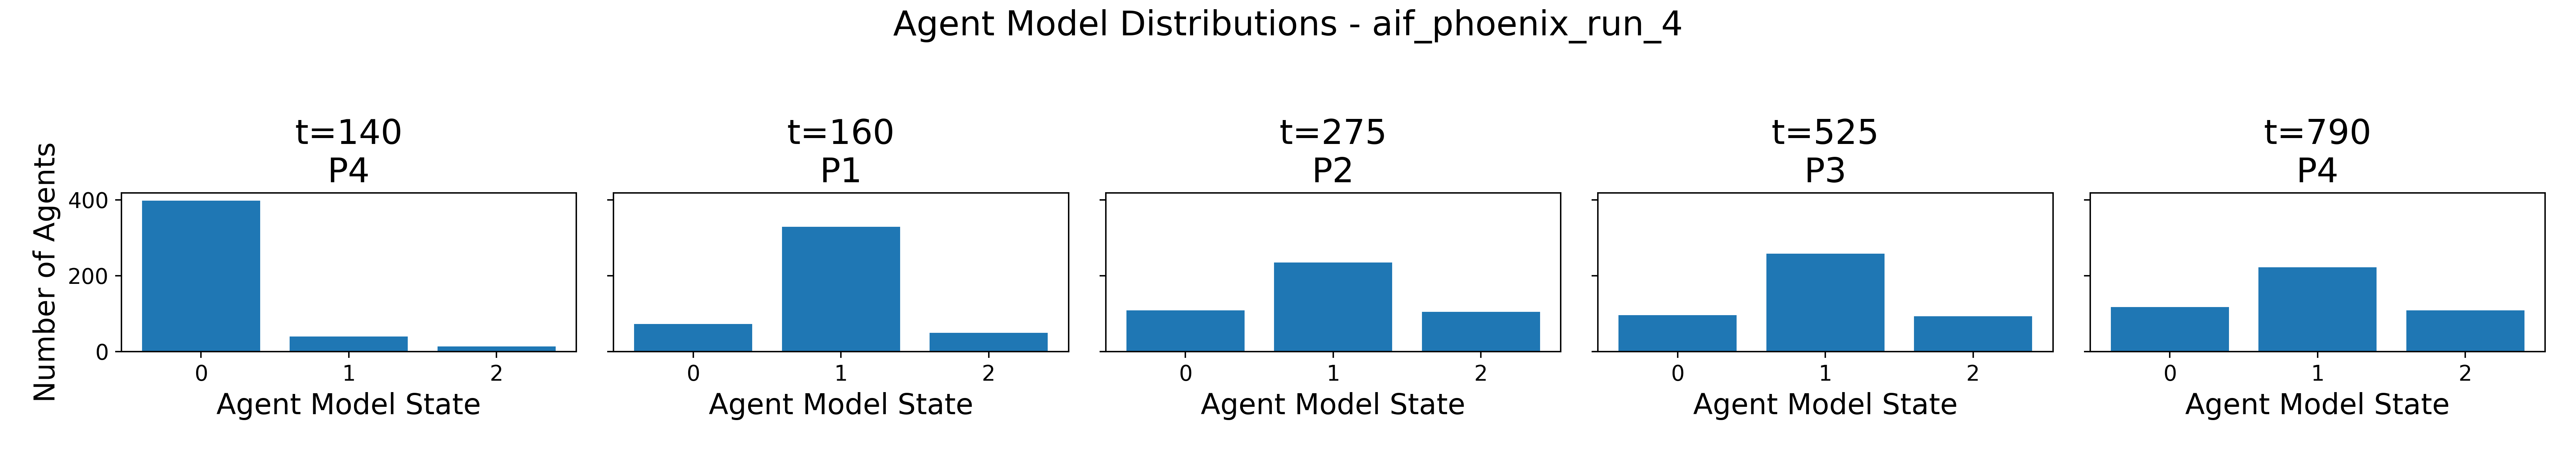 Agent Model Distributions - aif_phoenix_run_4
t=140
P4
t=160
P1
t=275
P2
t=525
P3
t=790
P4
Number of Agents
400
200
0
0 1 2
Agent Model State
0 1 2
Agent Model State
0 1 2
Agent Model State
0 1 2
Agent Model State
0 1 2
Agent Model State